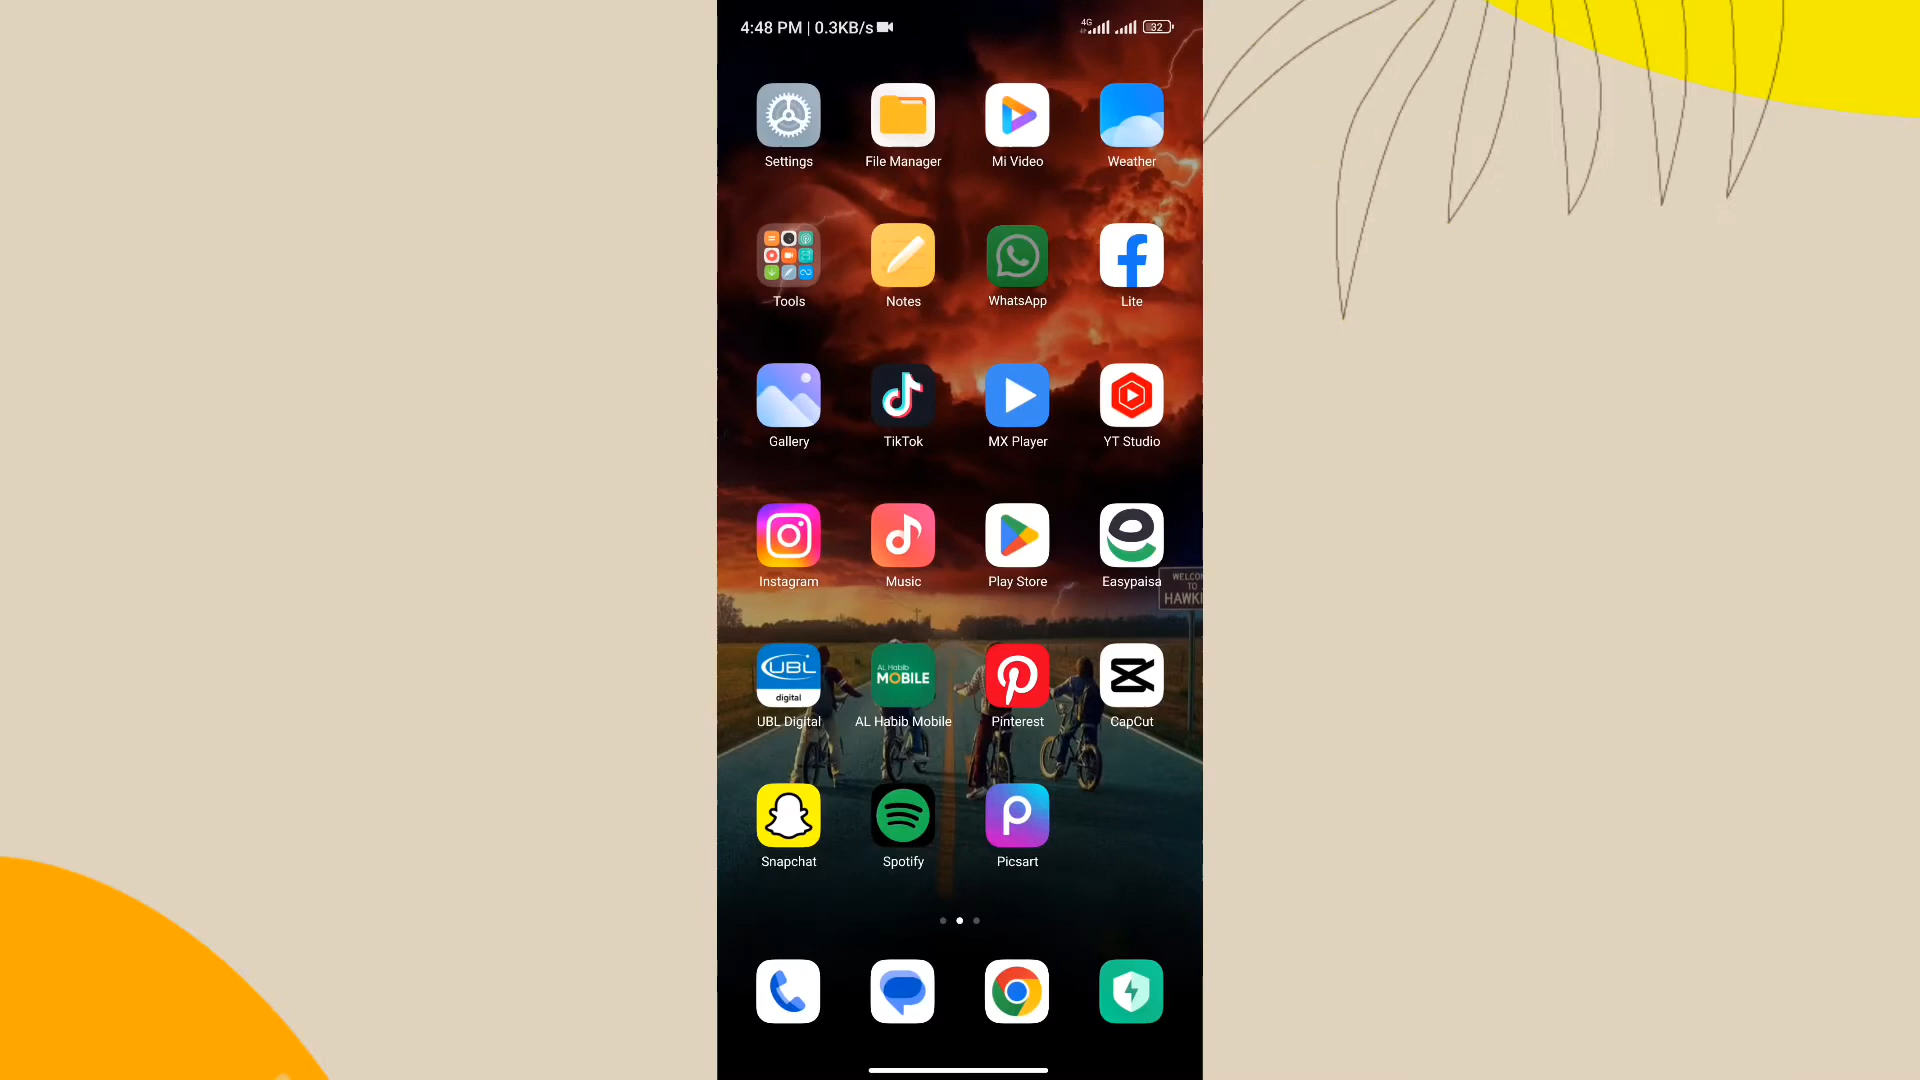 4:48 PM | 0.3KB/s 4G 32
Settings File Manager Mi Video Weather
Tools Notes WhatsApp Lite
Gallery TikTok MX Player YT Studio
Instagram Music Play Store Easypaisa
WELCO
TO
HAWKI
UBL
digital
AL Habib
MOBILE
UBL Digital AL Habib Mobile Pinterest CapCut
Snapchat Spotify Picsart